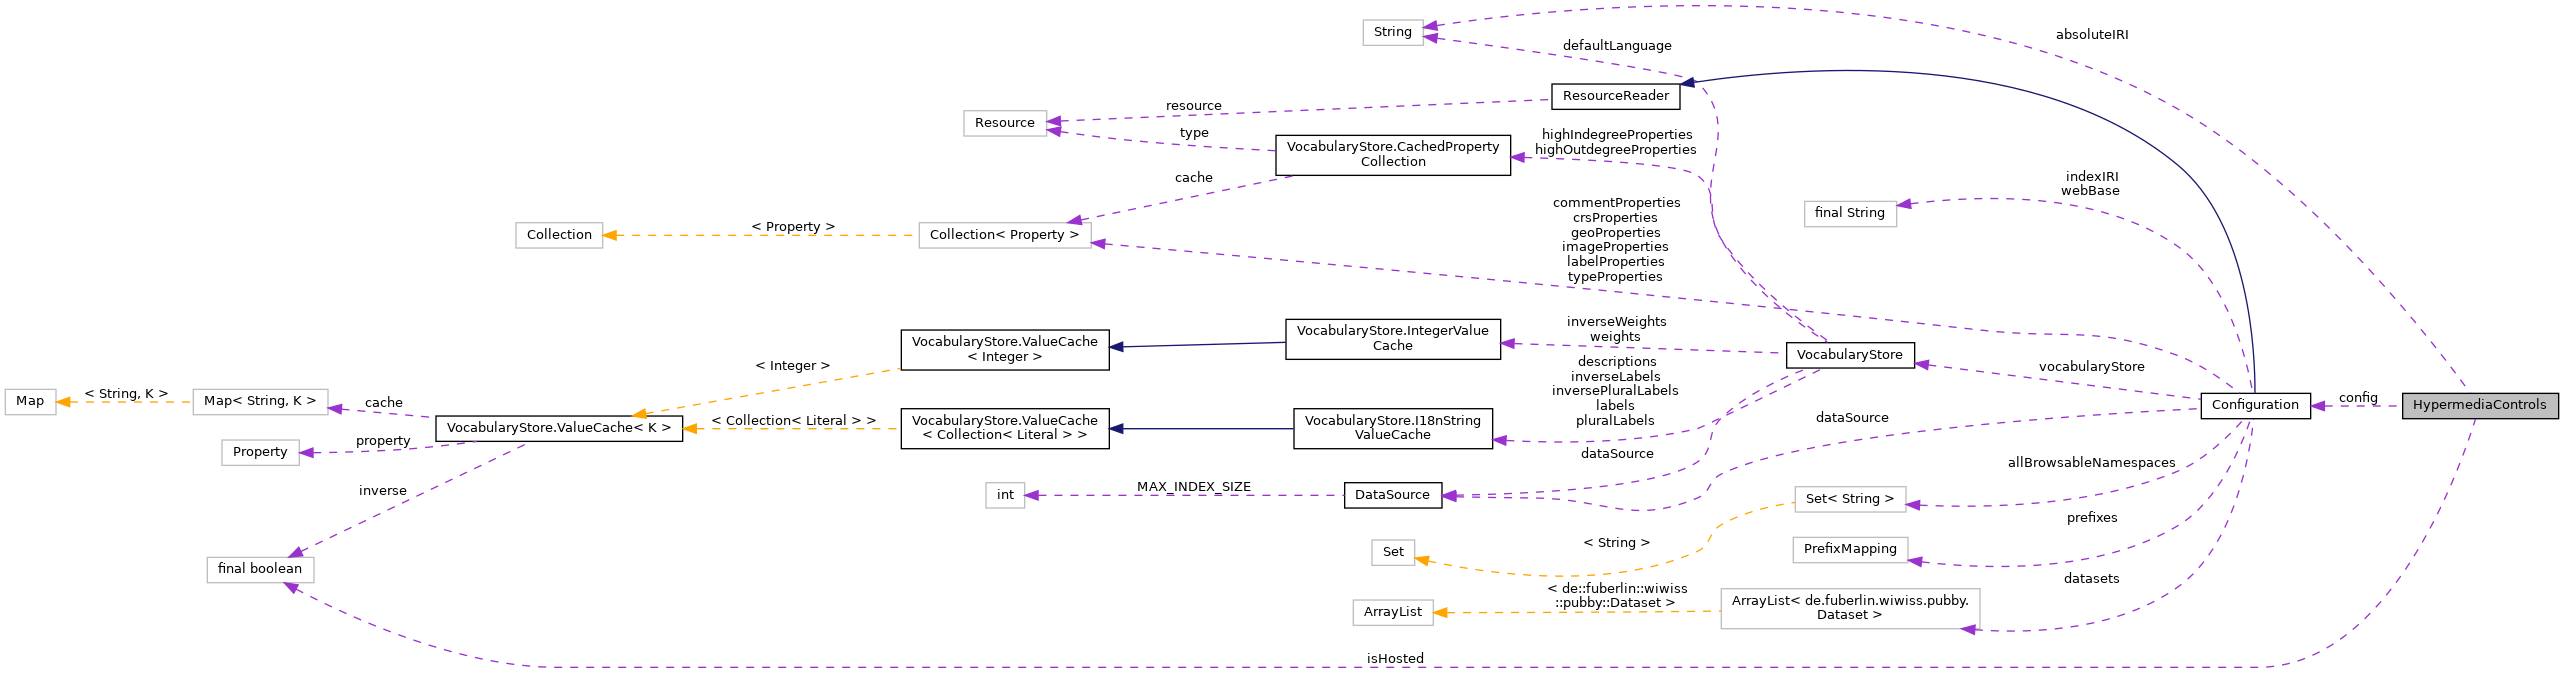 String
absoluteIRI
defaultLanguage
ResourceReader
resource
Resource
type
highIndegreeProperties
highOutdegreeProperties
VocabularyStore.CachedProperty
Collection
cache
indexIRI
webBase
final String
commentProperties
crsProperties
geoProperties
imageProperties
labelProperties
typeProperties
Collection
< Property >
Collection< Property >
inverseWeights
weights
VocabularyStore.IntegerValue
Cache
VocabularyStore.ValueCache
< Integer >
< Integer >
VocabularyStore
vocabularyStore
descriptions
inverseLabels
inversePluralLabels
labels
pluralLabels
Map
< String, K >
Map< String, K >
cache
VocabularyStore.ValueCache< K >
< Collection< Literal > >
VocabularyStore.ValueCache
< Collection< Literal > >
VocabularyStore.I18nString
ValueCache
dataSource
Configuration
config
HypermediaControls
Property
property
dataSource
allBrowsableNamespaces
inverse
int
MAX_INDEX_SIZE
DataSource
Set< String >
prefixes
Set
< String >
PrefixMapping
final boolean
datasets
< de::fuberlin::wiwiss
::pubby::Dataset >
ArrayList
ArrayList< de.fuberlin.wiwiss.pubby.
Dataset >
isHosted